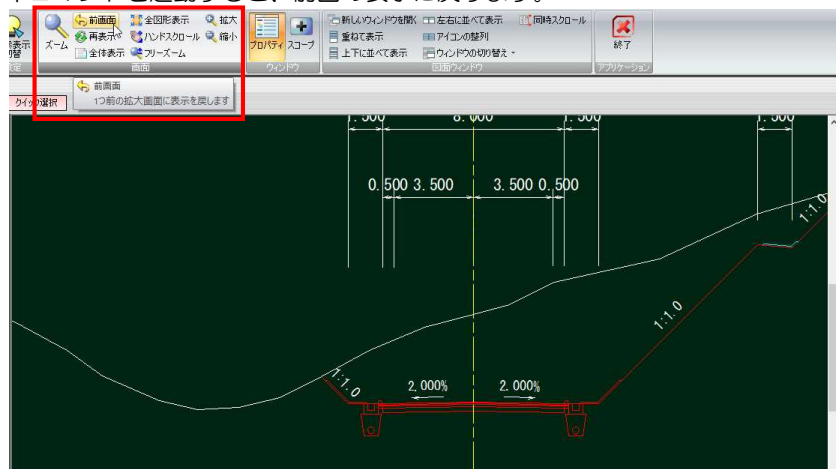 前画面 全図形表示 拡大
ズーム 再表示 ハンドスクロール 縮小
全体表示 フリーズーム
画面
プロパティ スコープ
ウィンドウ
新しいウィンドウを開く 左右に並べて表示 同時スクロール
重ねて表示 アイコンの整列
上下に並べて表示 ウィンドウの切り替え
図面ウィンドウ
終了
アプリケーション
前画面
1つ前の拡大画面に表示を戻します
クイック選択
1.500 8.000 1.500 1.500
0.500 3.500 3.500 0.500
1:1.0
1:1.0
1:1.0
2.000% 2.000%